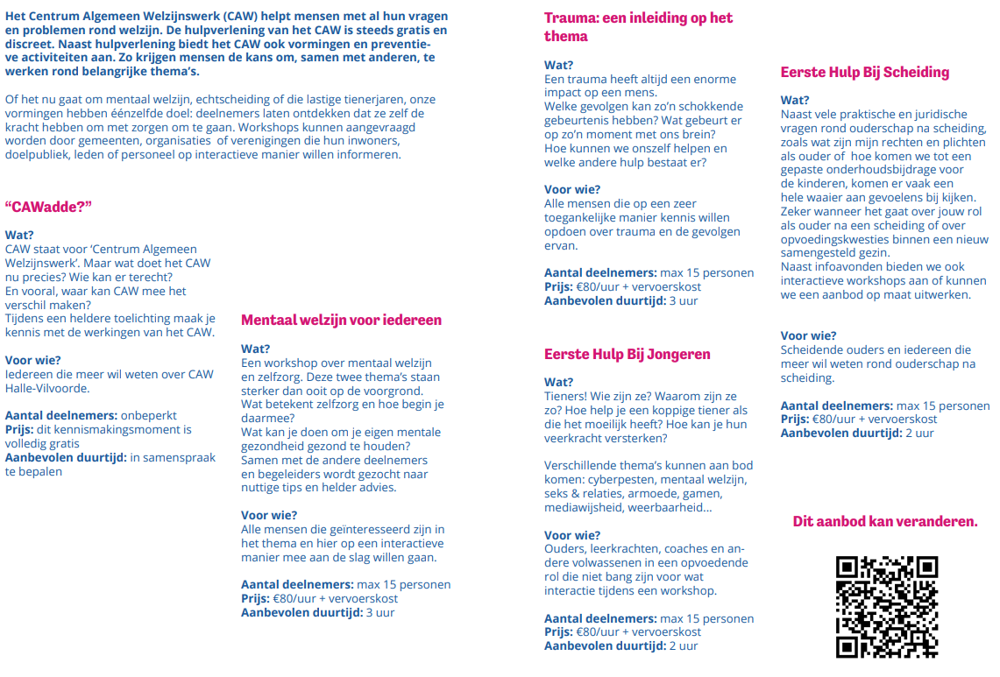 Het Centrum Algemeen Welzijnswerk (CAW) helpt mensen met al hun vragen
en problemen rond welzijn. De hulpverlening van het CAW is steeds gratis en
discreet. Naast hulpverlening biedt het CAW ook vormingen en preventie-
ve activiteiten aan. Zo krijgen mensen de kans om, samen met anderen, te
werken rond belangrijke thema's.
Of het nu gaat om mentaal welzijn, echtscheiding of die lastige tienerjaren, onze
vormingen hebben éénzelfde doel: deelnemers laten ontdekken dat ze zelf de
kracht hebben om met zorgen om te gaan. Workshops kunnen aangevraagd
worden door gemeenten, organisaties of verenigingen die hun inwoners,
doelpubliek, leden of personeel op interactieve manier willen informeren.
“CAWadde?”
Wat?
CAW staat voor ‘Centrum Algemeen
Welzijnswerk’. Maar wat doet het CAW
nu precies? Wie kan er terecht?
En vooral, waar kan CAW mee het
verschil maken?
Tijdens een heldere toelichting maak je
kennis met de werkingen van het CAW.
Voor wie?
Iedereen die meer wil weten over CAW
Halle-Vilvoorde.
Aantal deelnemers: onbeperkt
Prijs: dit kennismakingsmoment is
volledig gratis
Aanbevolen duurtijd: in samenspraak
te bepalen
Mentaal welzijn voor iedereen
Wat?
Een workshop over mentaal welzijn
en zelfzorg. Deze twee thema's staan
sterker dan ooit op de voorgrond.
Wat betekent zelfzorg en hoe begin je
daarmee?
Wat kan je doen om je eigen mentale
gezondheid gezond te houden?
Samen met de andere deelnemers
en begeleiders wordt gezocht naar
nuttige tips en helder advies.
Voor wie?
Alle mensen die geïnteresseerd zijn in
het thema en hier op een interactieve
manier mee aan de slag willen gaan.
Aantal deelnemers: max 15 personen
Prijs: €80/uur + vervoerskost
Aanbevolen duurtijd: 3 uur
Trauma: een inleiding op het
thema
Wat?
Een trauma heeft altijd een enorme
impact op een mens.
Welke gevolgen kan zo'n schokkende
gebeurtenis hebben? Wat gebeurt er
op zo'n moment met ons brein?
Hoe kunnen we onszelf helpen en
welke andere hulp bestaat er?
Voor wie?
Alle mensen die op een zeer
toegankelijke manier kennis willen
opdoen over trauma en de gevolgen
ervan.
Aantal deelnemers: max 15 personen
Prijs: €80/uur + vervoerskost
Aanbevolen duurtijd: 3 uur
Eerste Hulp Bij Jongeren
Wat?
Tieners! Wie zijn ze? Waarom zijn ze
zo? Hoe help je een koppige tiener als
die het moeilijk heeft? Hoe kan je hun
veerkracht versterken?
Verschillende thema's kunnen aan bod
komen: cyberpesten, mentaal welzijn,
seks & relaties, armoede, gamen,
mediawijsheid, weerbaarheid...
Voor wie?
Ouders, leerkrachten, coaches en an-
dere volwassenen in een opvoedende
rol die niet bang zijn voor wat
interactie tijdens een workshop.
Aantal deelnemers: max 15 personen
Prijs: €80/uur + vervoerskost
Aanbevolen duurtijd: 2 uur
Eerste Hulp Bij Scheiding
Wat?
Naast vele praktische en juridische
vragen rond ouderschap na scheiding,
zoals wat zijn mijn rechten en plichten
als ouder of hoe komen we tot een
gepaste onderhoudsbijdrage voor
de kinderen, komen er vaak een
hele waaier aan gevoelens bij kijken.
Zeker wanneer het gaat over jouw rol
als ouder na een scheiding of over
opvoedingskwesties binnen een nieuw
samengesteld gezin.
Naast infoavonden bieden we ook
interactieve workshops aan of kunnen
we een aanbod op maat uitwerken.
Voor wie?
Scheidende ouders en iedereen die
meer wil weten rond ouderschap na
scheiding.
Aantal deelnemers: max 15 personen
Prijs: €80/uur + vervoerskost
Aanbevolen duurtijd: 2 uur
Dit aanbod kan veranderen.